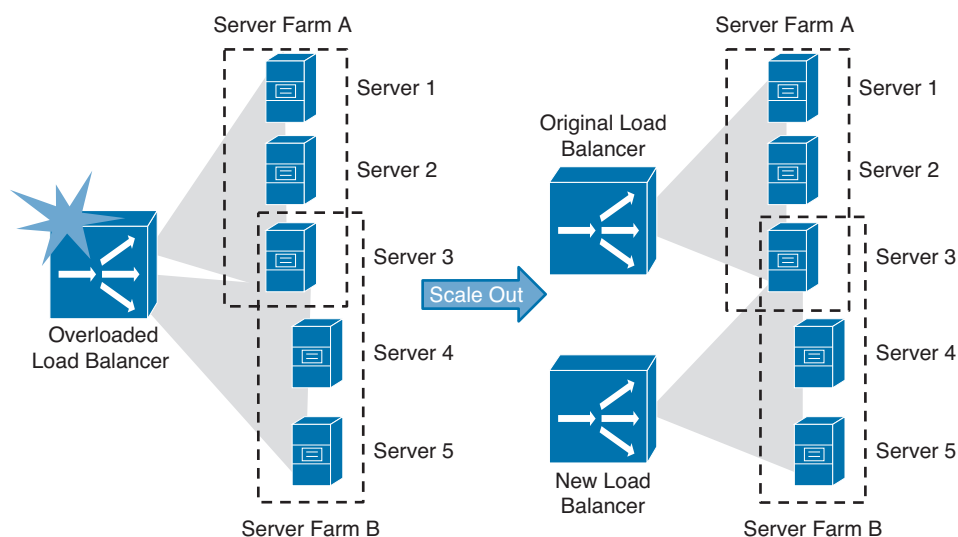 Server Farm A
Server 1
Server 2
Server 3
Server 4
Server 5
Overloaded
Load Balancer
Server Farm B
Scale Out
Server Farm A
Original Load
Balancer
Server 1
Server 2
Server 3
Server 4
Server 5
New Load
Balancer
Server Farm B